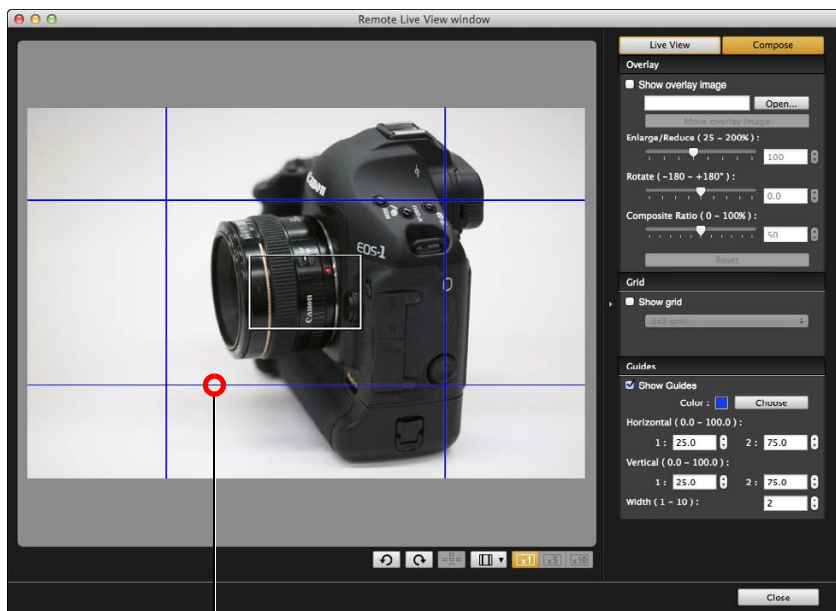 Remote Live View window
Live View Compose
Overlay
Show overlay image
Open...
Move overlay image
Enlarge/Reduce ( 25 - 200% ) :
100
Rotate ( -180 - +180° ) :
0.0
Composite Ratio ( 0 - 100% ) :
50
Reset
Grid
Show grid
3x3 grid
Guides
Show Guides
Color : Choose
Horizontal ( 0.0 - 100.0 ) :
1 : 25.0 2 : 75.0
Vertical ( 0.0 - 100.0 ) :
1 : 25.0 2 : 75.0
Width ( 1 - 10 ) : 2
Canon
EOS-1
Canon
x1 x5 x10
Close